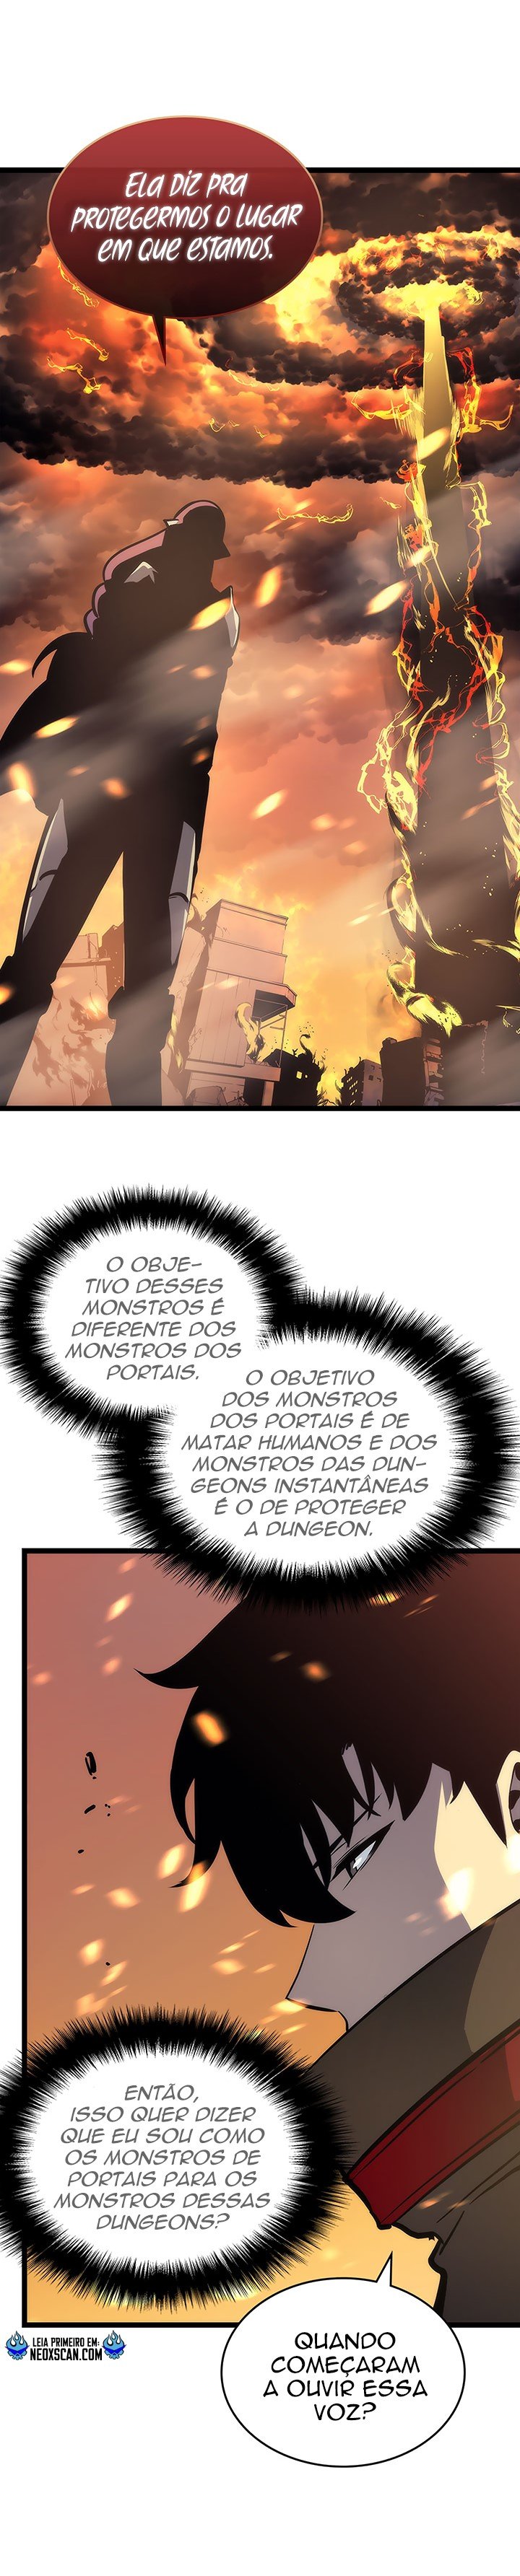 ELA DIZ PRA
PROTEGERMOS O LUGAR
EM QUE ESTAMOS.
O OBJE-
TIVO DESSES
MONSTROS É
DIFERENTE DOS
MONSTROS DOS
PORTAIS.
O OBJETIVO
DOS MONSTROS
DOS PORTAIS É DE
MATAR HUMANOS E DOS
MONSTROS DAS DUN-
GEONS INSTANTÂNEAS
É O DE PROTEGER
A DUNGEON.
ENTÃO,
ISSO QUER DIZER
QUE EU SOU COMO
OS MONSTROS DE
PORTAIS PARA OS
MONSTROS DESSAS
DUNGEONS?
LEIA PRIMEIRO EM:
NEOXSCAN.COM
QUANDO
COMEÇARAM
A OUVIR ESSA
VOZ?